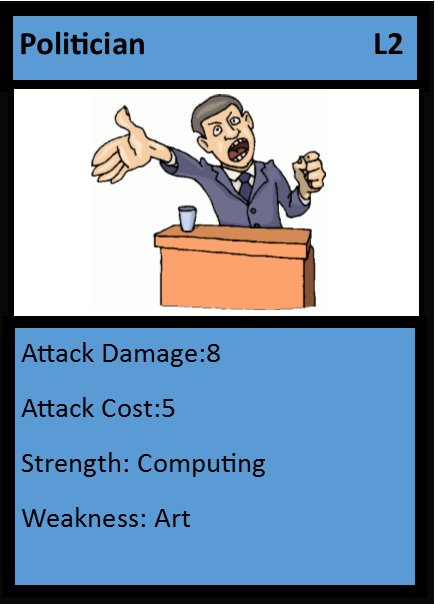 Politician L2
Attack Damage:8
Attack Cost:5
Strength: Computing
Weakness: Art